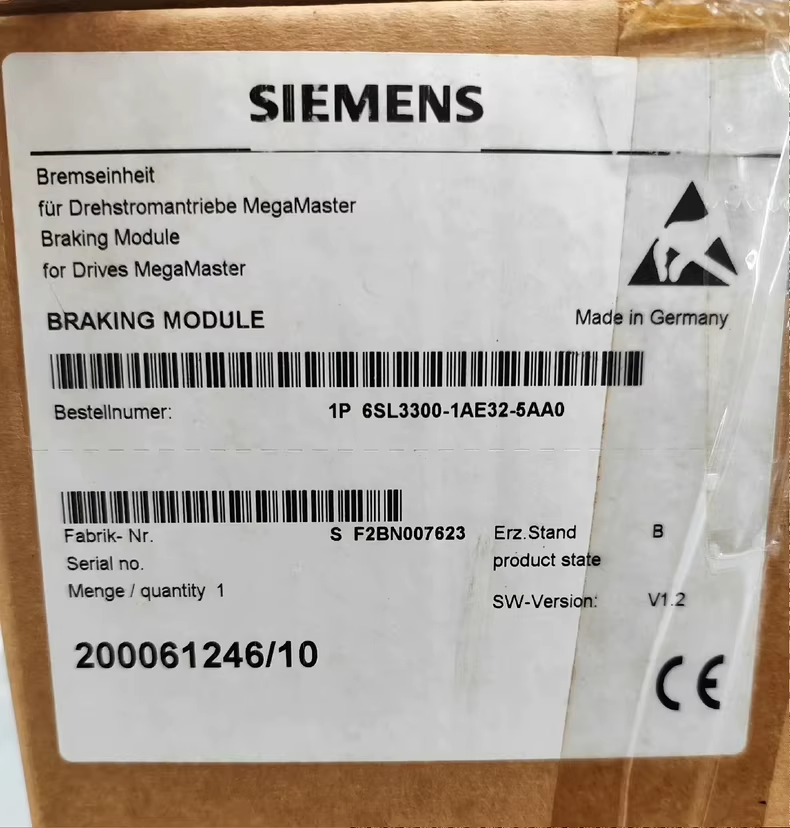 SIEMENS
Bremseinheit
für Drehstromantriebe MegaMaster
Braking Module
for Drives MegaMaster
BRAKING MODULE
Made in Germany
Bestellnumer: 1P 6SL3300-1AE32-5AA0
Fabrik- Nr. S F2BN007623 Erz.Stand B
Serial no. product state
Menge / quantity 1
SW-Version: V1.2
200061246/10
CE